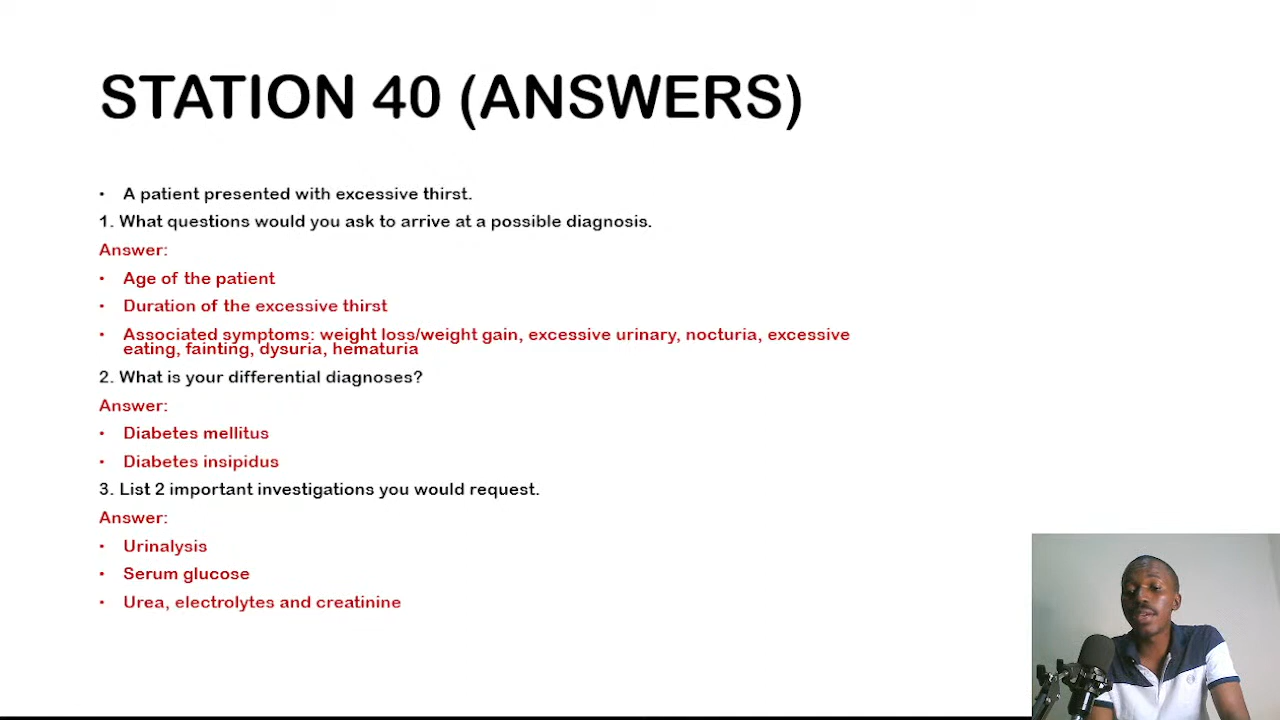 STATION 40 (ANSWERS)
• A patient presented with excessive thirst.
1. What questions would you ask to arrive at a possible diagnosis.
Answer:
• Age of the patient
• Duration of the excessive thirst
• Associated symptoms: weight loss/weight gain, excessive urinary, nocturia, excessive
eating, fainting, dysuria, hematuria
2. What is your differential diagnoses?
Answer:
• Diabetes mellitus
• Diabetes insipidus
3. List 2 important investigations you would request.
Answer:
• Urinalysis
• Serum glucose
• Urea, electrolytes and creatinine